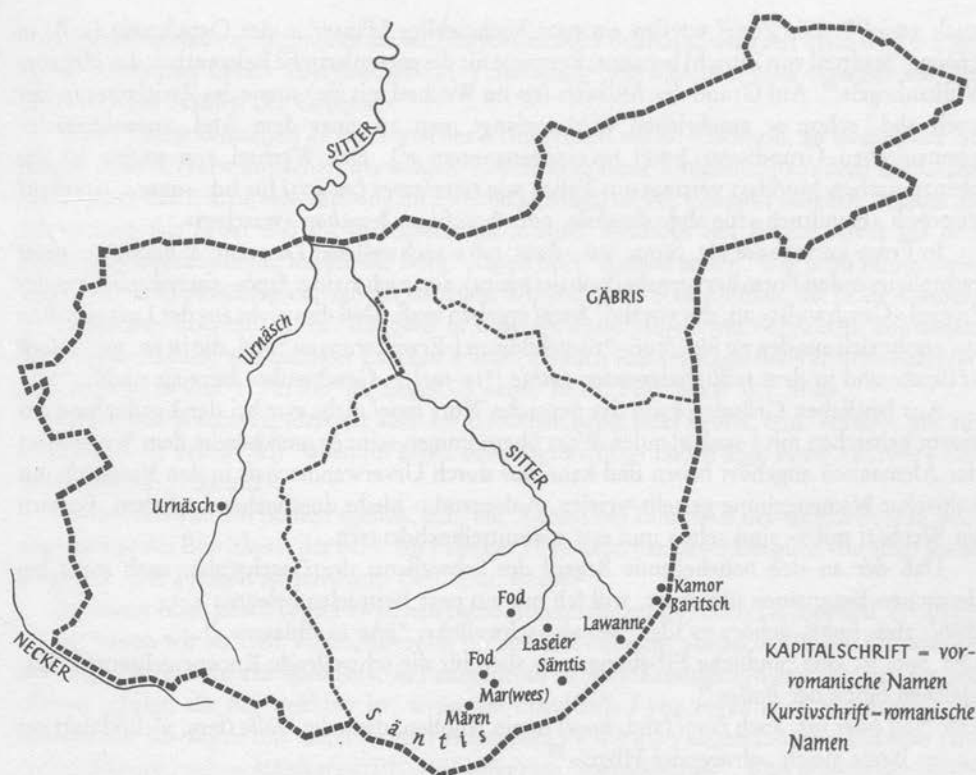 SITTER
GÄBRIS
Urnäsch
SITTER
Urnäsch
Kamor
Baritsch
Fod
Lawanne
Laseier
NECKER
Fod
Sämtis
Mar(wees)
Mären
Säntis
KAPITALSCHRIFT = vor-
romanische Namen
Kursivschrift = romanische
Namen